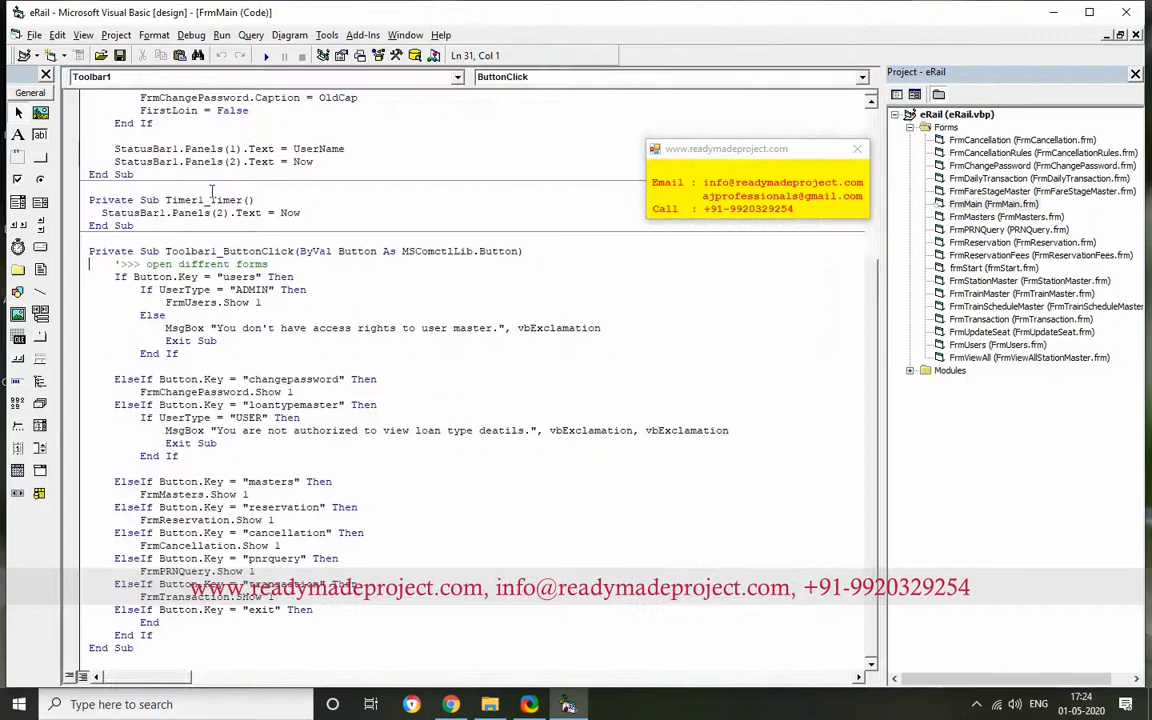 eRail - Microsoft Visual Basic [design] - [FrmMain (Code)]
File Edit View Project Format Debug Run Query Diagram Tools Add-Ins Window Help
Ln 31, Col 1
General
Toolbar1
ButtonClick
FrmChangePassword.Caption = OldCap
FirstLoin = False
End If
StatusBar1.Panels(1).Text = UserName
StatusBar1.Panels(2).Text = Now
End Sub
Private Sub Timer1_Timer()
StatusBar1.Panels(2).Text = Now
End Sub
Private Sub Toolbar1_ButtonClick(ByVal Button As MSComctlLib.Button)
'>>> open diffrent forms
If Button.Key = "users" Then
If UserType = "ADMIN" Then
FrmUsers.Show 1
Else
MsgBox "You don't have access rights to user master.", vbExclamation
Exit Sub
End If
ElseIf Button.Key = "changepassword" Then
FrmChangePassword.Show 1
ElseIf Button.Key = "loantypemaster" Then
If UserType = "USER" Then
MsgBox "You are not authorized to view loan type deatils.", vbExclamation, vbExclamation
Exit Sub
End If
ElseIf Button.Key = "masters" Then
FrmMasters.Show 1
ElseIf Button.Key = "reservation" Then
FrmReservation.Show 1
ElseIf Button.Key = "cancellation" Then
FrmCancellation.Show 1
ElseIf Button.Key = "pnrquery" Then
FrmPRNQuery.Show 1
ElseIf Button.Key = "transaction" Then
FrmTransaction.Show 1
ElseIf Button.Key = "exit" Then
End
End If
End Sub
www.readymadeproject.com
Email : info@readymadeproject.com
ajprofessionals@gmail.com
Call : +91-9920329254
www.readymadeproject.com, info@readymadeproject.com, +91-9920329254
Project - eRail
eRail (eRail.vbp)
Forms
FrmCancellation (FrmCancellation.frm)
FrmCancellationRules (FrmCancellationRules.frm)
FrmChangePassword (FrmChangePassword.frm)
FrmDailyTransaction (FrmDailyTransaction.frm)
FrmFareStageMaster (FrmFareStageMaster.frm)
FrmMain (FrmMain.frm)
FrmMasters (FrmMasters.frm)
FrmPRNQuery (FrmPRNQuery.frm)
FrmReservation (FrmReservation.frm)
FrmReservationFees (FrmReservationFees.frm)
frmStart (FrmStart.frm)
FrmStationMaster (FrmStationMaster.frm)
FrmTrainMaster (FrmTrainMaster.frm)
FrmTrainScheduleMaster (FrmTrainScheduleMaster
FrmTransaction (FrmTransaction.frm)
FrmUpdateSeat (FrmUpdateSeat.frm)
FrmUsers (FrmUsers.frm)
FrmViewAll (FrmViewAllStationMaster.frm)
Modules
Type here to search
ENG
17:24
01-05-2020